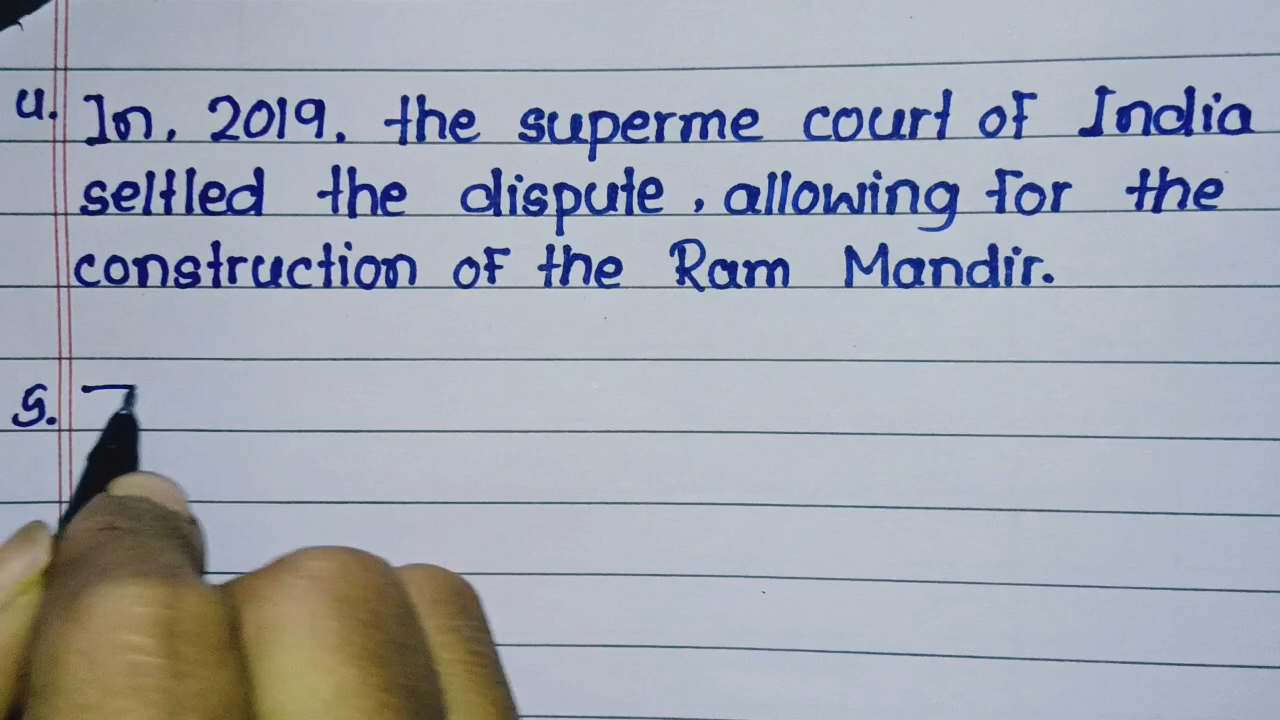 4. In, 2019, the superme court of India
settled the dispute, allowing for the
construction of the Ram Mandir.
5.